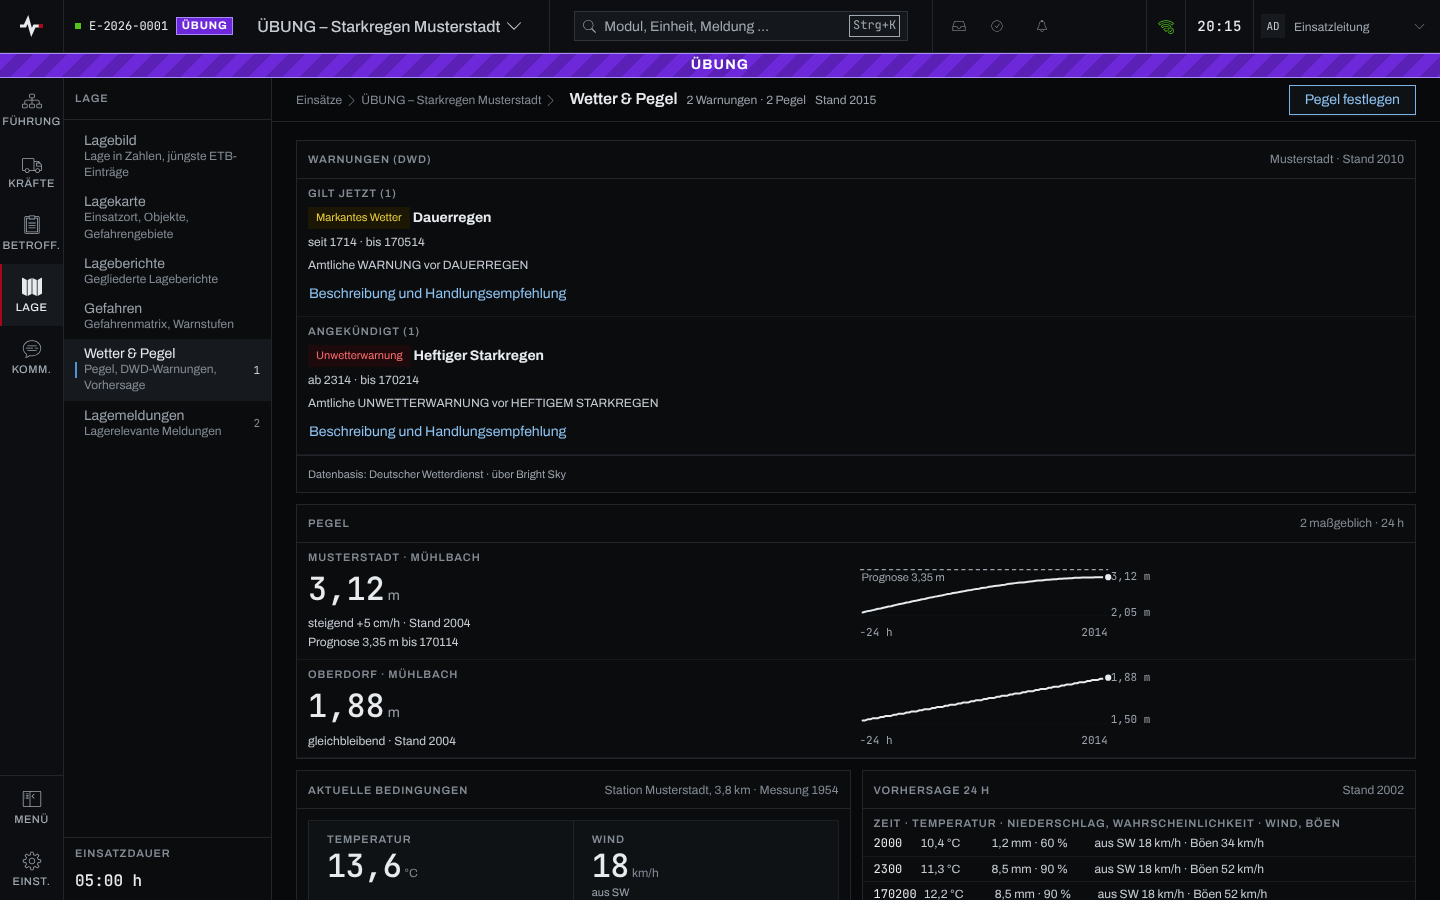 E-2026-0001 ÜBUNG ÜBUNG – Starkregen Musterstadt Modul, Einheit, Meldung ... Strg+K 20:15 AD Einsatzleitung
ÜBUNG
FÜHRUNG
KRÄFTE
BETROFF.
LAGE
KOMM.
MENÜ
EINST.
LAGE
Lagebild
Lage in Zahlen, jüngste ETB-
Einträge
Lagekarte
Einsatzort, Objekte,
Gefahrengebiete
Lageberichte
Gegliederte Lageberichte
Gefahren
Gefahrenmatrix, Warnstufen
Wetter & Pegel
Pegel, DWD-Warnungen, 1
Vorhersage
Lagemeldungen
Lagerelevante Meldungen 2
EINSATZDAUER
05:00 h
Einsätze ÜBUNG – Starkregen Musterstadt Wetter & Pegel 2 Warnungen · 2 Pegel Stand 2015 Pegel festlegen
WARNUNGEN (DWD) Musterstadt · Stand 2010
GILT JETZT (1)
Markantes Wetter Dauerregen
seit 1714 · bis 170514
Amtliche WARNUNG vor DAUERREGEN
Beschreibung und Handlungsempfehlung
ANGEKÜNDIGT (1)
Unwetterwarnung Heftiger Starkregen
ab 2314 · bis 170214
Amtliche UNWETTERWARNUNG vor HEFTIGEM STARKREGEN
Beschreibung und Handlungsempfehlung
Datenbasis: Deutscher Wetterdienst · über Bright Sky
PEGEL 2 maßgeblich · 24 h
MUSTERSTADT · MÜHLBACH
3,12 m
steigend +5 cm/h · Stand 2004
Prognose 3,35 m bis 170114
Prognose 3,35 m 3,12 m
2,05 m
-24 h 2014
OBERDORF · MÜHLBACH
1,88 m
gleichbleibend · Stand 2004
1,88 m
1,50 m
-24 h 2014
AKTUELLE BEDINGUNGEN Station Musterstadt, 3,8 km · Messung 1954
TEMPERATUR
13,6 °C
WIND
18 km/h
aus SW
VORHERSAGE 24 H Stand 2002
ZEIT · TEMPERATUR · NIEDERSCHLAG, WAHRSCHEINLICHKEIT · WIND, BÖEN
2000 10,4 °C 1,2 mm · 60 % aus SW 18 km/h · Böen 34 km/h
2300 11,3 °C 8,5 mm · 90 % aus SW 18 km/h · Böen 52 km/h
170200 12,2 °C 8,5 mm · 90 % aus SW 18 km/h · Böen 52 km/h